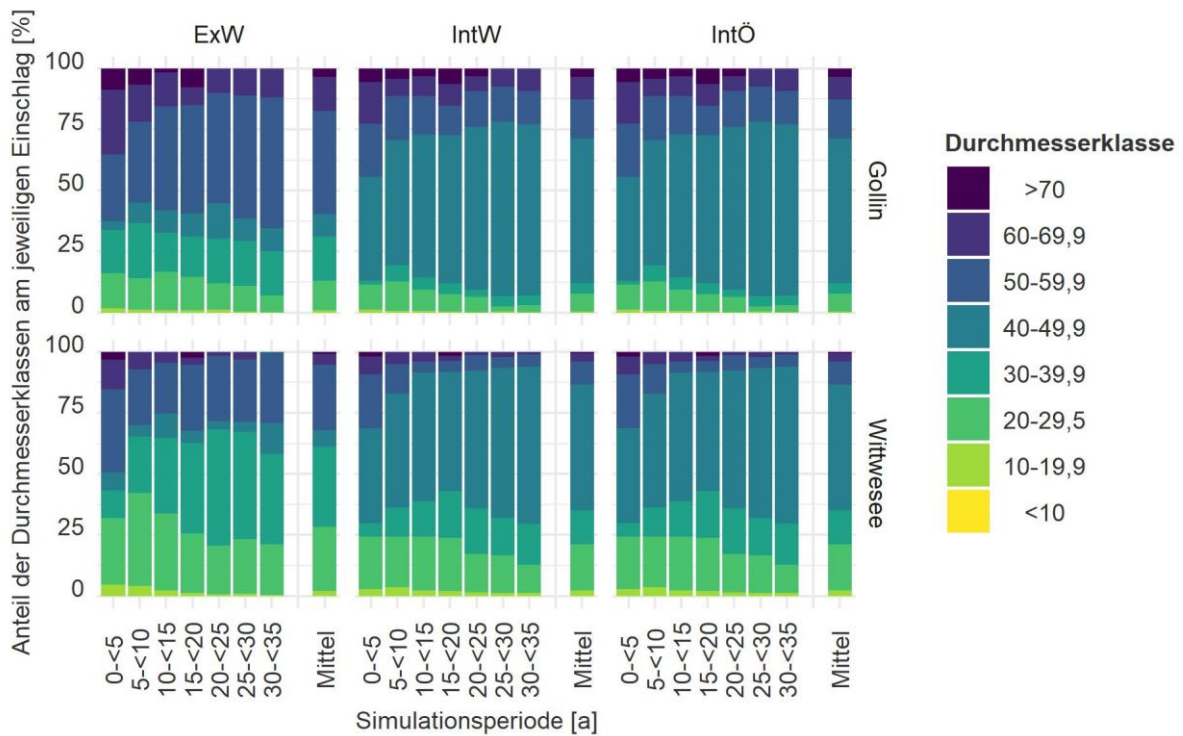 ExW IntW IntÖ
Anteil der Durchmesserklassen am jeweiligen Einschlag [%]
100
75
50
25
0
Gollin
100
75
50
25
0
Wittwesee
0-<5 5-<10 10-<15 15-<20 20-<25 25-<30 30-<35 Mittel 0-<5 5-<10 10-<15 15-<20 20-<25 25-<30 30-<35 Mittel 0-<5 5-<10 10-<15 15-<20 20-<25 25-<30 30-<35 Mittel
Simulationsperiode [a]
Durchmesserklasse
>70
60-69,9
50-59,9
40-49,9
30-39,9
20-29,5
10-19,9
<10